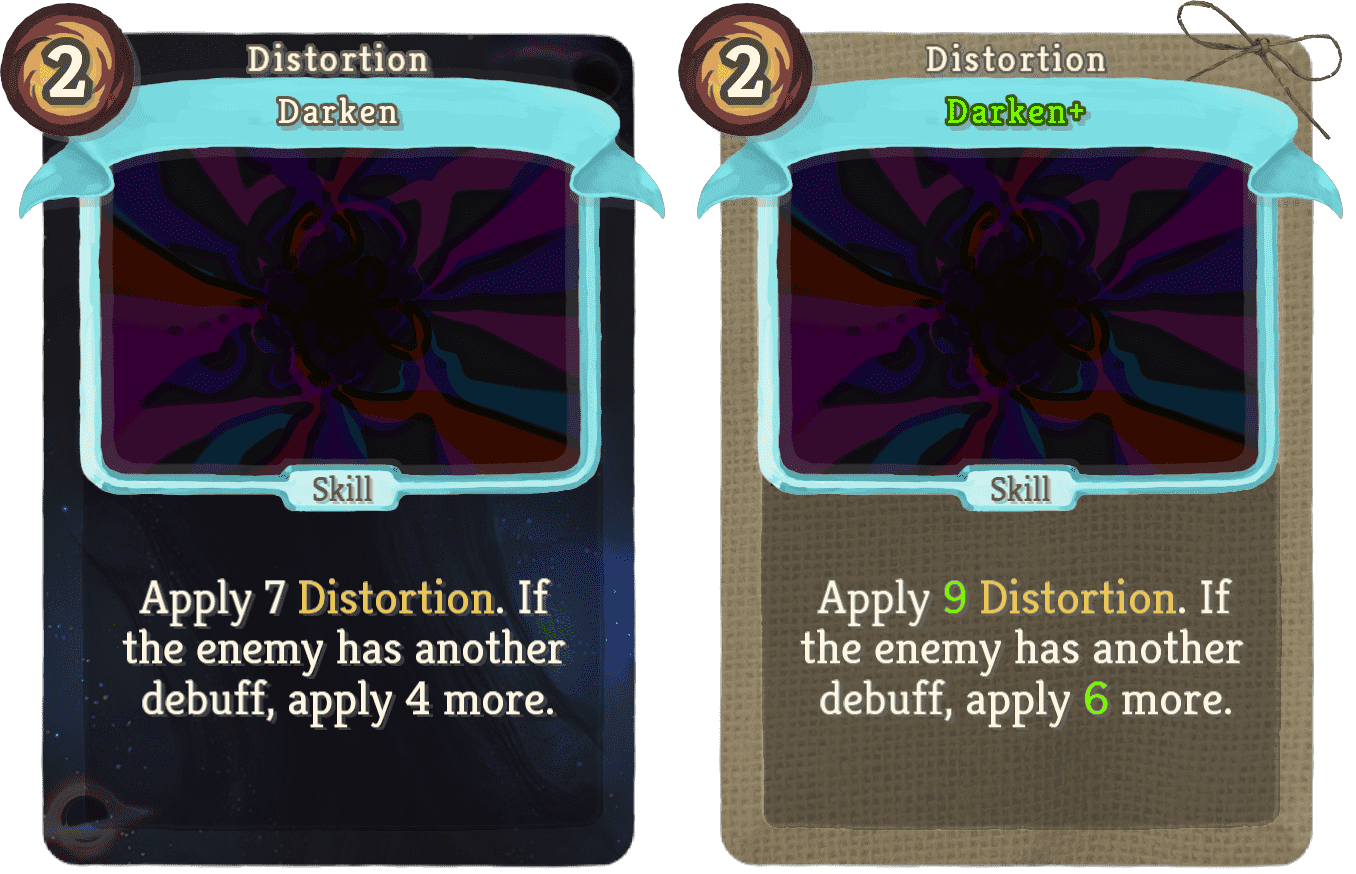 2
Distortion
Darken
Skill
Apply 7 Distortion. If
the enemy has another
debuff, apply 4 more.
2
Distortion
Darken+
Skill
Apply 9 Distortion. If
the enemy has another
debuff, apply 6 more.